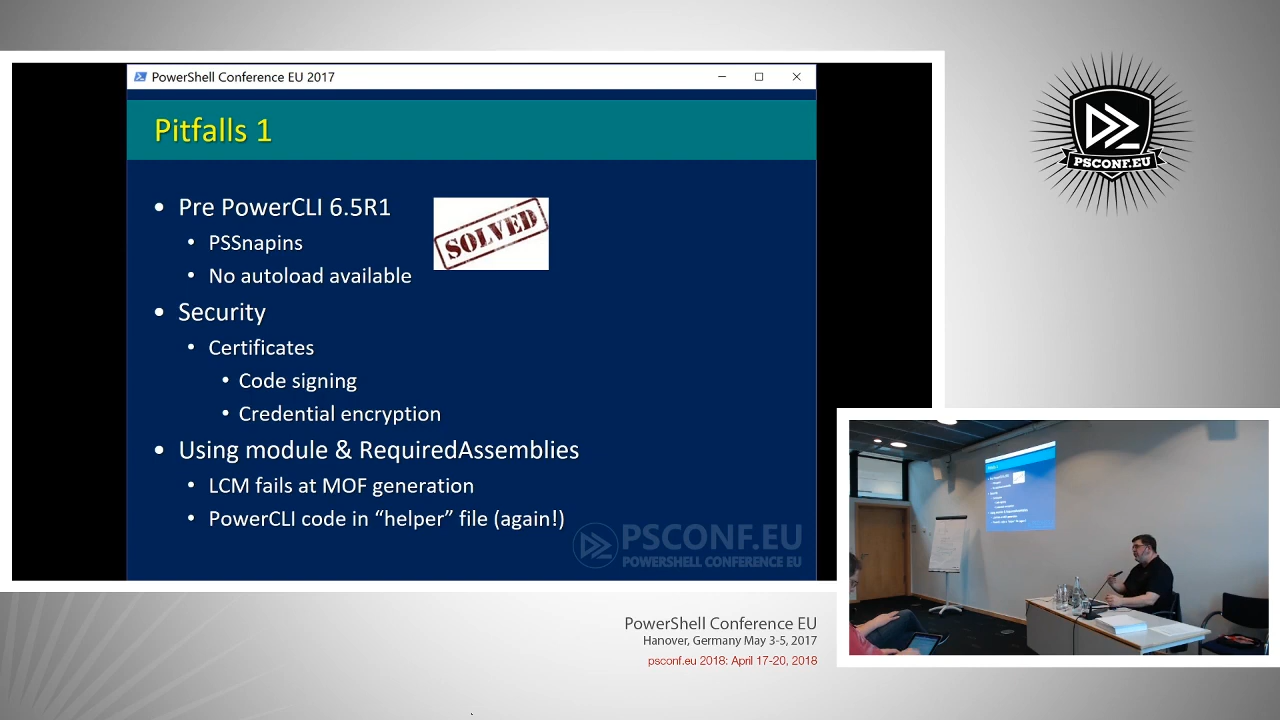 PowerShell Conference EU 2017
Pitfalls 1
• Pre PowerCLI 6.5R1
• PSSnapins
• No autoload available
SOLVED
• Security
• Certificates
• Code signing
• Credential encryption
• Using module & RequiredAssemblies
• LCM fails at MOF generation
• PowerCLI code in “helper” file (again!)
PSCONF.EU
POWERSHELL CONFERENCE EU
PSCONF.EU
PowerShell Conference EU
Hanover, Germany May 3-5, 2017
psconf.eu 2018: April 17-20, 2018